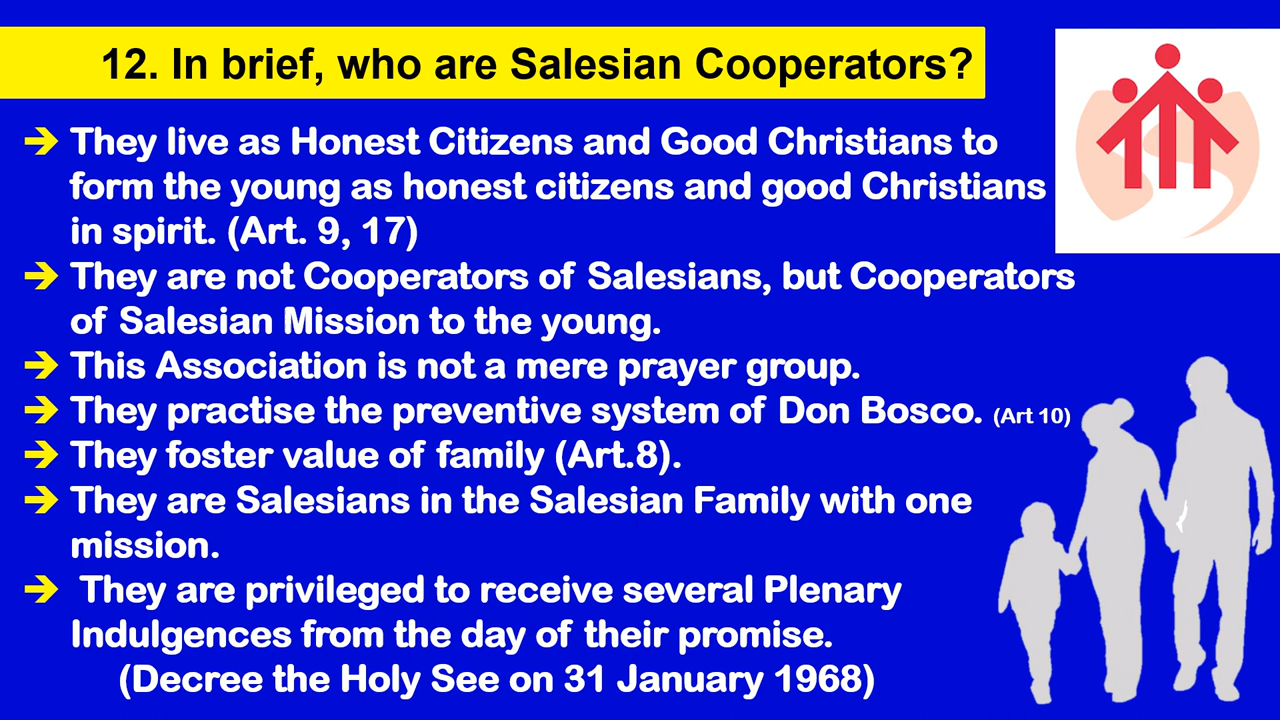 12. In brief, who are Salesian Cooperators?
➔ They live as Honest Citizens and Good Christians to
form the young as honest citizens and good Christians
in spirit. (Art. 9, 17)
➔ They are not Cooperators of Salesians, but Cooperators
of Salesian Mission to the young.
➔ This Association is not a mere prayer group.
➔ They practise the preventive system of Don Bosco. (Art 10)
➔ They foster value of family (Art.8).
➔ They are Salesians in the Salesian Family with one
mission.
➔ They are privileged to receive several Plenary
Indulgences from the day of their promise.
(Decree the Holy See on 31 January 1968)